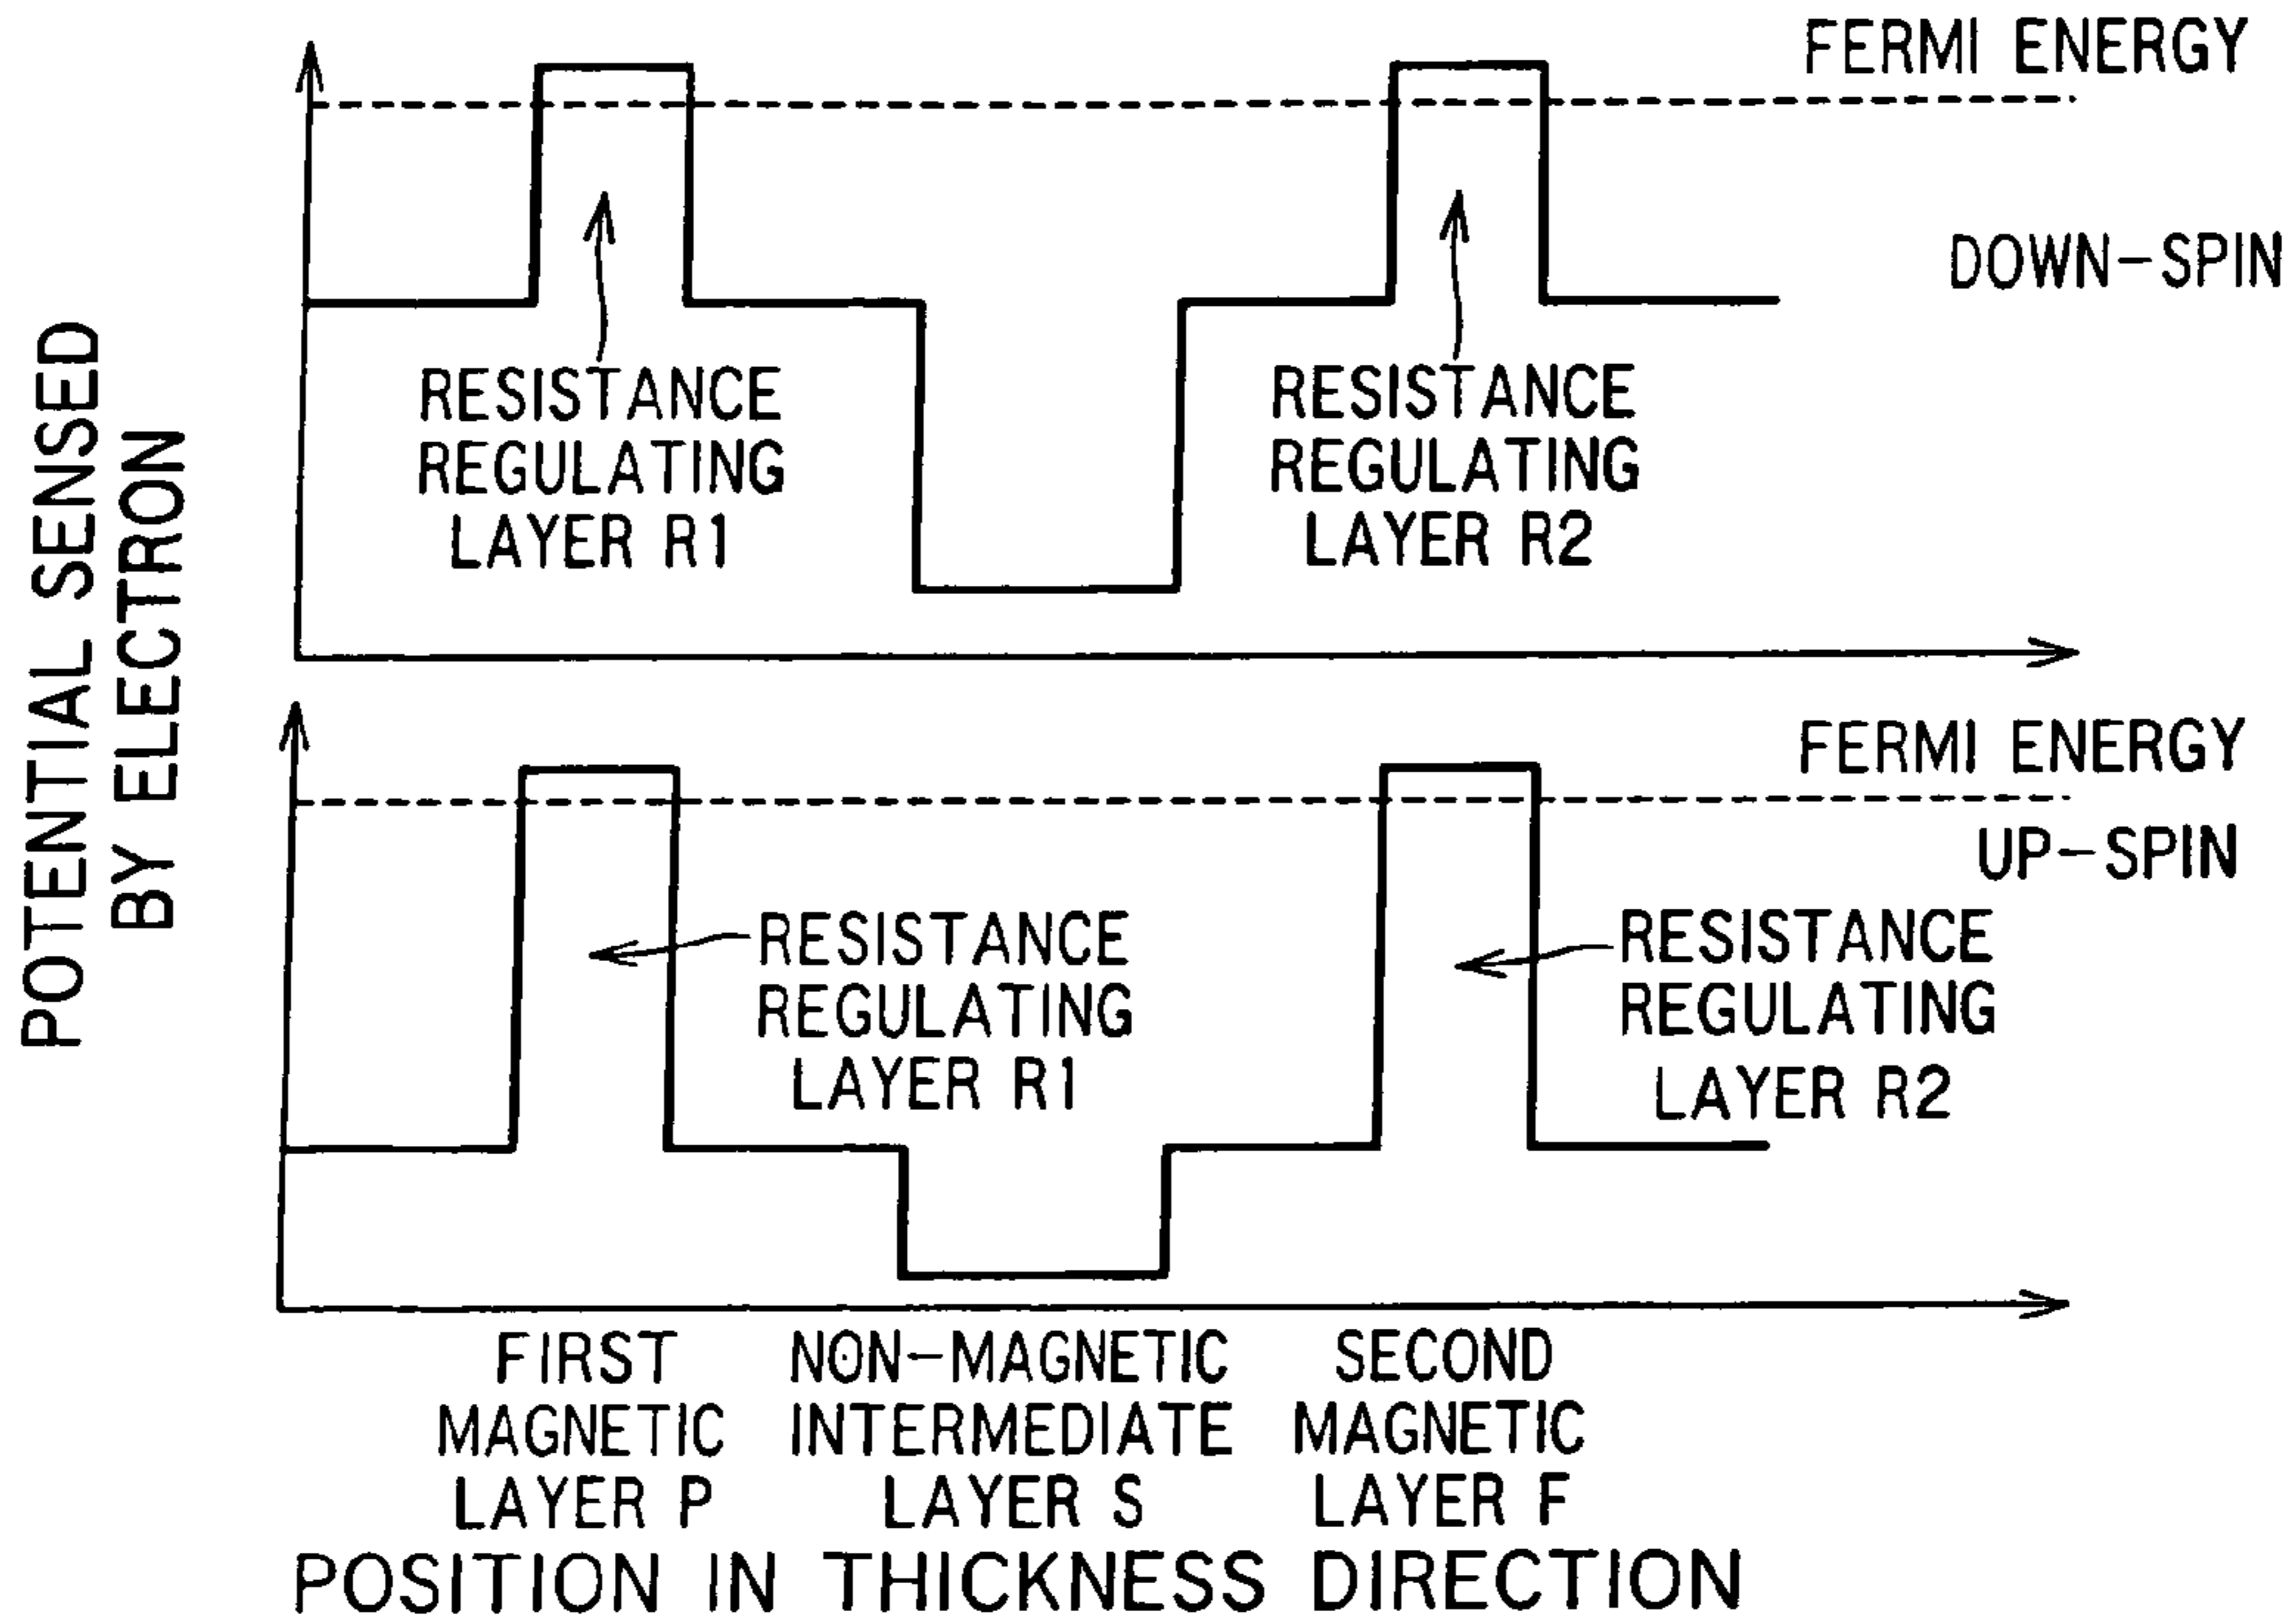 POTENTIAL SENSED
BY ELECTRON
FERMI ENERGY
DOWN-SPIN
RESISTANCE
REGULATING
LAYER R1
RESISTANCE
REGULATING
LAYER R2
FERMI ENERGY
UP-SPIN
RESISTANCE
REGULATING
LAYER R1
RESISTANCE
REGULATING
LAYER R2
FIRST
MAGNETIC
LAYER P
NON-MAGNETIC
INTERMEDIATE
LAYER S
SECOND
MAGNETIC
LAYER F
POSITION IN THICKNESS DIRECTION